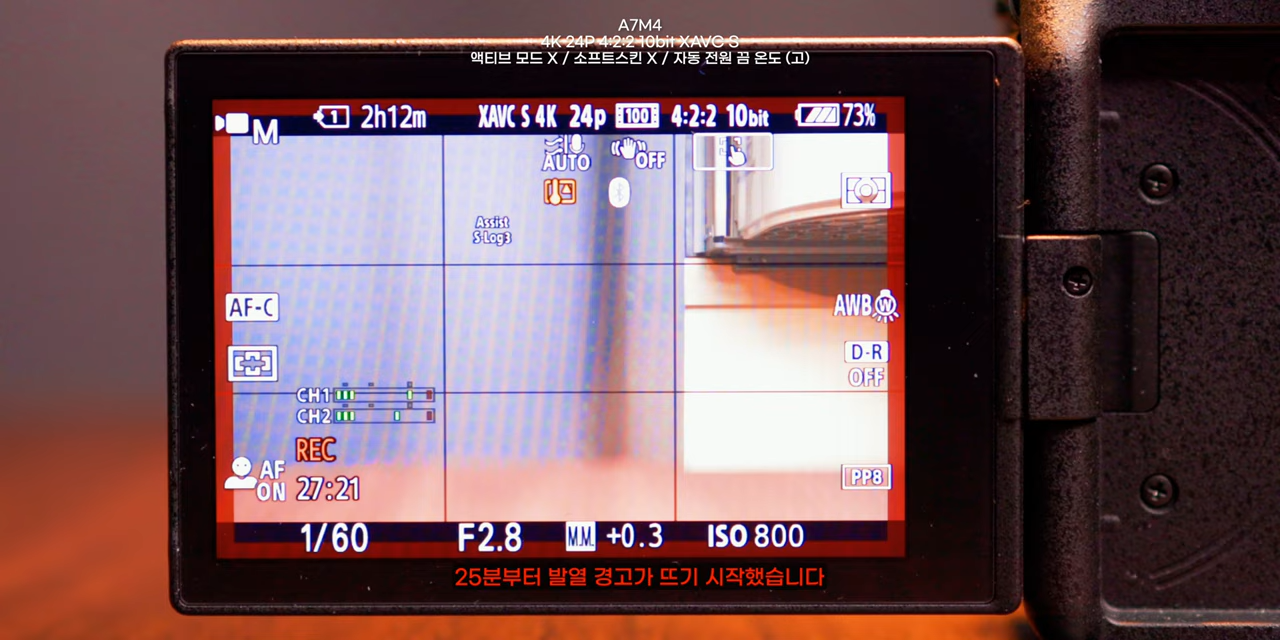 A7M4
4K 24P 4:2:2 10bit XAVC S
액티브 모드 X / 소프트스킨 X / 자동 전원 끔 온도 (고)
M 1 2h12m XAVC S 4K 24p 100 4:2:2 10bit 73%
AUTO OFF
Assist
S Log3
AF-C
AWB W
D-R
OFF
CH1
CH2
REC
AF
ON 27:21
PP8
1/60 F2.8 M.M. +0.3 ISO 800
25분부터 발열 경고가 뜨기 시작했습니다